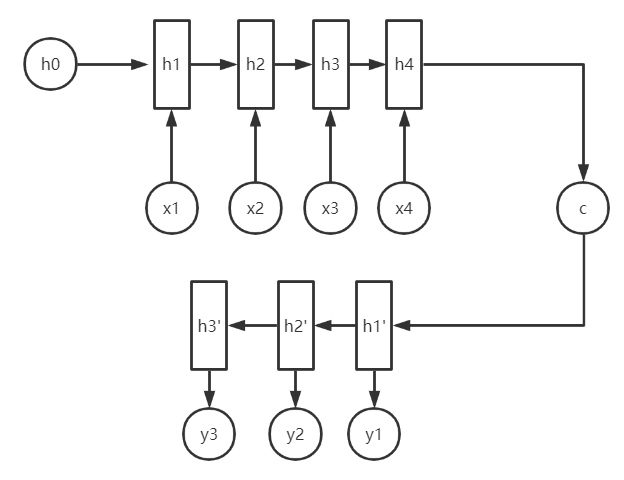 h0 h1 h2 h3 h4
x1 x2 x3 x4 c
h3' h2' h1'
y3 y2 y1